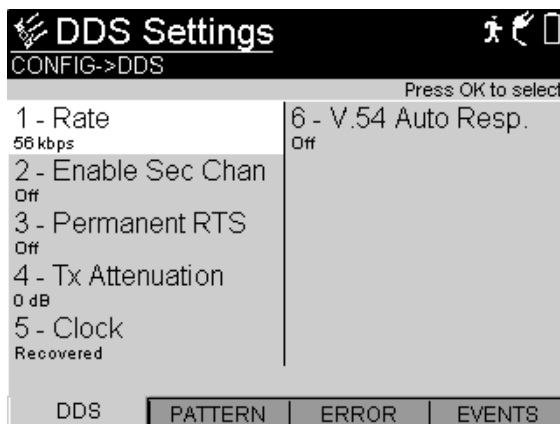 DDS Settings
CONFIG->DDS
Press OK to select
1 - Rate
56 kbps
2 - Enable Sec Chan
Off
3 - Permanent RTS
Off
4 - Tx Attenuation
0 dB
5 - Clock
Recovered
6 - V.54 Auto Resp.
Off
DDS
PATTERN
ERROR
EVENTS